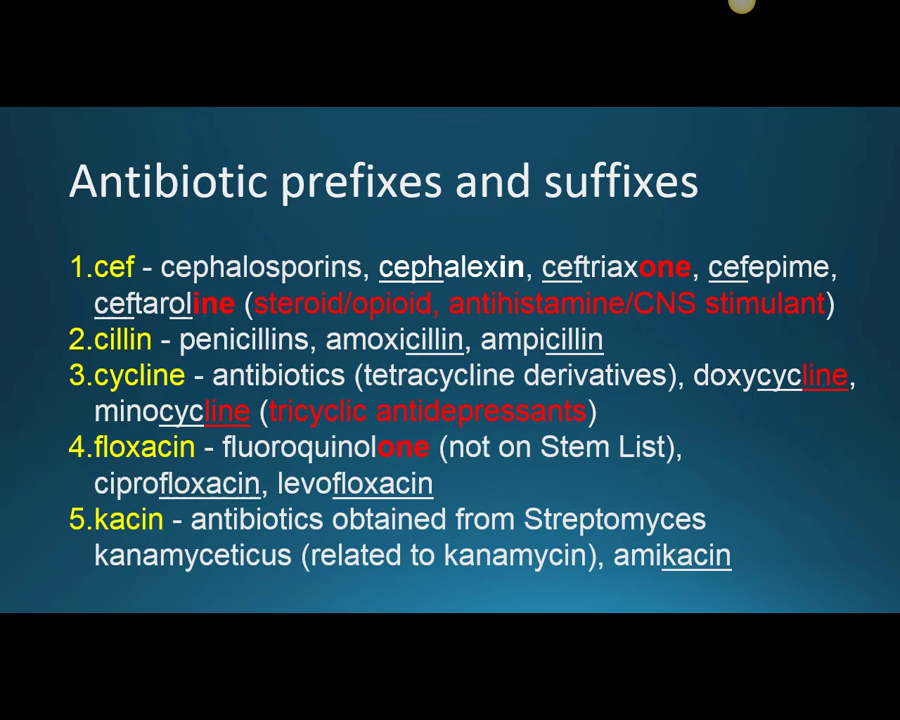 Antibiotic prefixes and suffixes
1.cef - cephalosporins, cephalexin, ceftriaxone, cefepime,
ceftaroline (steroid/opioid, antihistamine/CNS stimulant)
2.cillin - penicillins, amoxicillin, ampicillin
3.cycline - antibiotics (tetracycline derivatives), doxycycline,
minocycline (tricyclic antidepressants)
4.floxacin - fluoroquinolone (not on Stem List),
ciprofloxacin, levofloxacin
5.kacin - antibiotics obtained from Streptomyces
kanamyceticus (related to kanamycin), amikacin